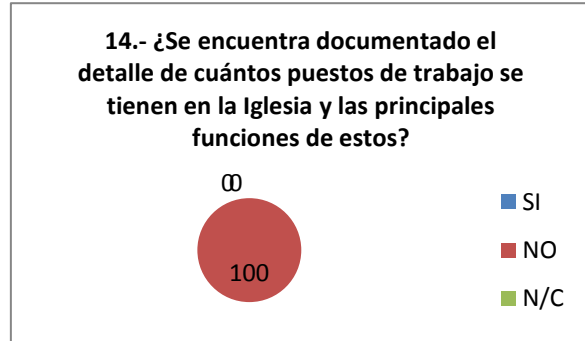 14.- ¿Se encuentra documentado el
detalle de cuántos puestos de trabajo se
tienen en la Iglesia y las principales
funciones de estos?
00
100
SI
NO
N/C